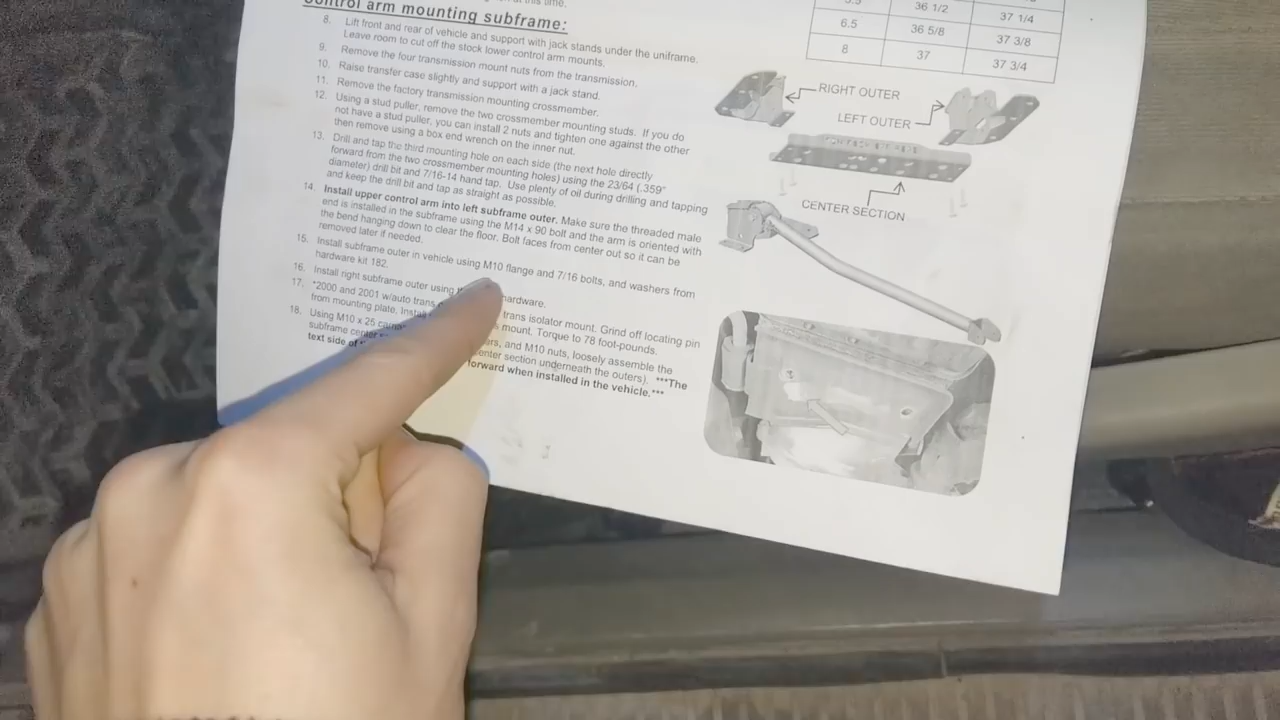 at this time.
Control arm mounting subframe:
8. Lift front and rear of vehicle and support with jack stands under the uniframe.
Leave room to cut off the stock lower control arm mounts.
9. Remove the four transmission mount nuts from the transmission.
10. Raise transfer case slightly and support with a jack stand.
11. Remove the factory transmission mounting crossmember.
12. Using a stud puller, remove the two crossmember mounting studs. If you do
not have a stud puller, you can install 2 nuts and tighten one against the other
then remove using a box end wrench on the inner nut.
13. Drill and tap the third mounting hole on each side (the next hole directly
forward from the two crossmember mounting holes) using the 23/64 (.359"
diameter) drill bit and 7/16-14 hand tap. Use plenty of oil during drilling and tapping
and keep the drill bit and tap as straight as possible.
14. Install upper control arm into left subframe outer. Make sure the threaded male
end is installed in the subframe using the M14 x 90 bolt and the arm is oriented with
the bend hanging down to clear the floor. Bolt faces from center out so it can be
removed later if needed.
15. Install subframe outer in vehicle using M10 flange and 7/16 bolts, and washers from
hardware kit 182.
16. Install right subframe outer using hardware.
17. *2000 and 2001 w/auto trans trans isolator mount. Grind off locating pin
from mounting plate. Install mount. Torque to 78 foot-pounds.
18. Using M10 x 25 and M10 nuts, loosely assemble the
subframe center center section underneath the outers). ***The
text side of forward when installed in the vehicle.***
36 1/2 37 1/4
6.5 36 5/8 37 3/8
8 37 37 3/4
RIGHT OUTER
LEFT OUTER
CENTER SECTION